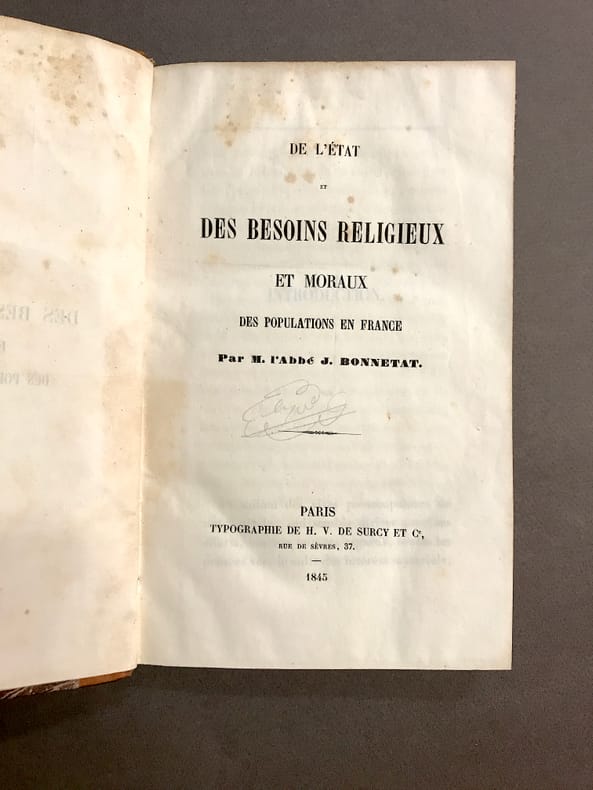 DE L'ÉTAT
ET
DES BESOINS RELIGIEUX
ET MORAUX
DES POPULATIONS EN FRANCE
Par M. l'Abbé J. BONNETAT.
PARIS
TYPOGRAPHIE DE H. V. DE SURCY ET Cᵉ,
RUE DE SÈVRES, 37.
1845